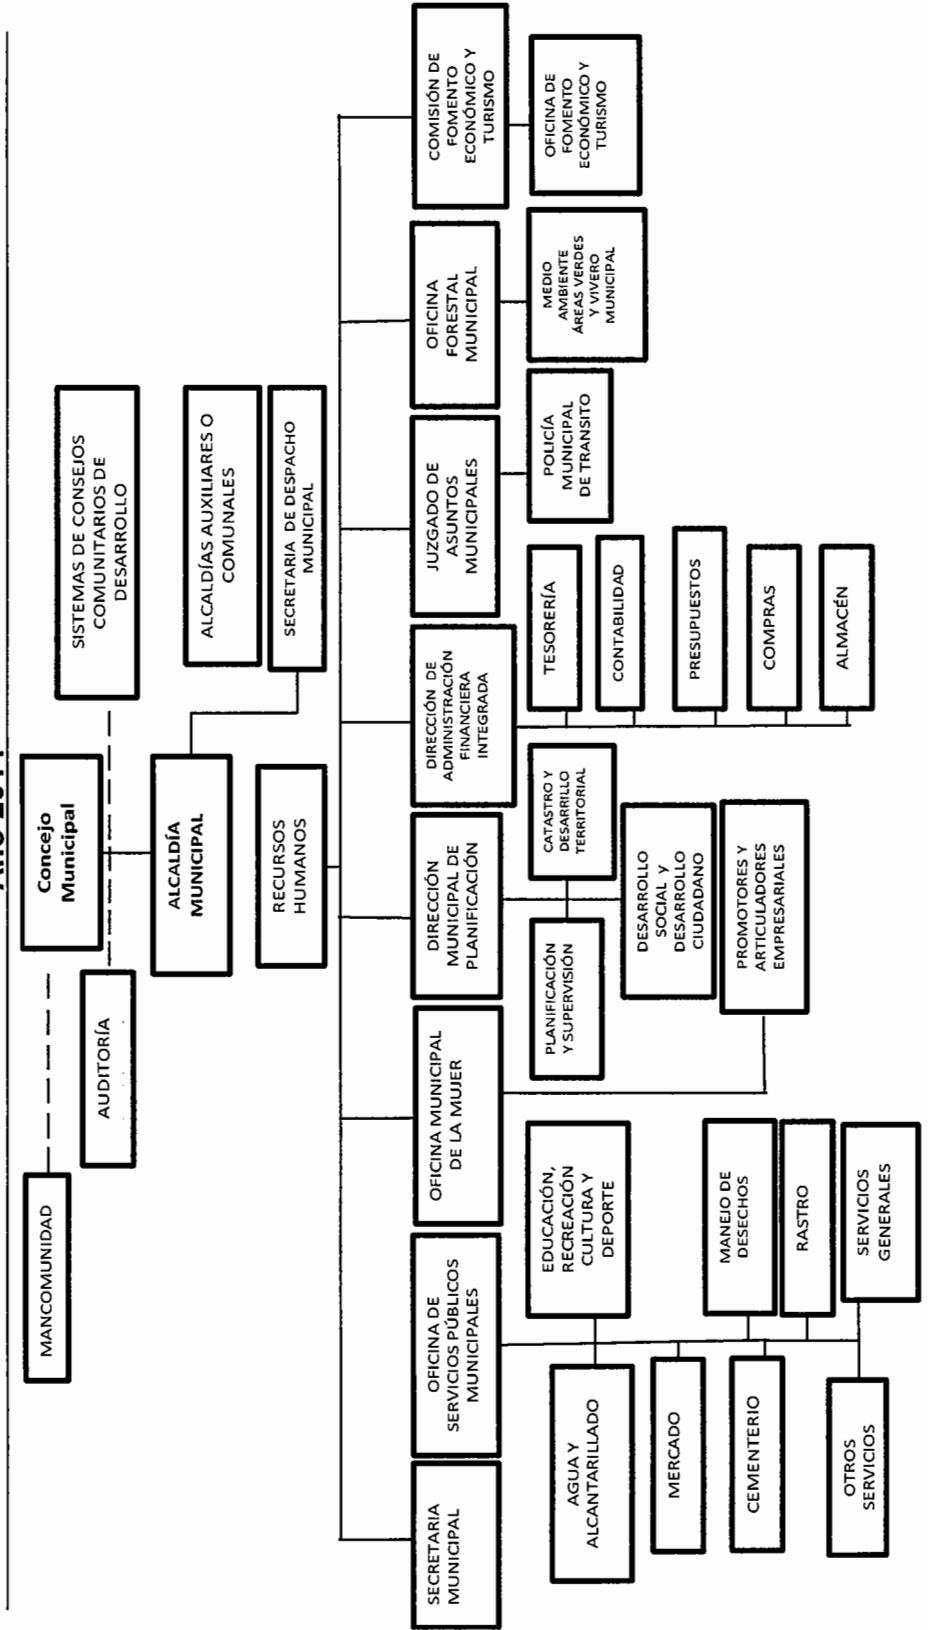 Concejo
Municipal
MANCOMUNIDAD
SISTEMAS DE CONSEJOS
COMUNITARIOS DE
DESARROLLO
AUDITORÍA
ALCALDÍA
MUNICIPAL
ALCALDÍAS AUXILIARES O
COMUNALES
SECRETARIA DE DESPACHO
MUNICIPAL
RECURSOS
HUMANOS
SECRETARIA
MUNICIPAL
OFICINA DE
SERVICIOS PÚBLICOS
MUNICIPALES
OFICINA MUNICIPAL
DE LA MUJER
DIRECCIÓN
MUNICIPAL DE
PLANIFICACIÓN
DIRECCIÓN DE
ADMINISTRACIÓN
FINANCIERA
INTEGRADA
JUZGADO DE
ASUNTOS
MUNICIPALES
OFICINA
FORESTAL
MUNICIPAL
COMISIÓN DE
FOMENTO
ECONÓMICO Y
TURISMO
AGUA Y
ALCANTARILLADO
EDUCACIÓN,
RECREACIÓN
CULTURA Y
DEPORTE
MERCADO
MANEJO DE
DESECHOS
CEMENTERIO
RASTRO
OTROS
SERVICIOS
SERVICIOS
GENERALES
PLANIFICACIÓN
Y SUPERVISIÓN
CATASTRO Y
DESARRILLO
TERRITORIAL
DESARROLLO
SOCIAL Y
DESARROLLO
CIUDADANO
PROMOTORES Y
ARTICULADORES
EMPRESARIALES
TESORERÍA
CONTABILIDAD
PRESUPUESTOS
COMPRAS
ALMACÉN
POLICÍA
MUNICIPAL
DE TRANSITO
MEDIO
AMBIENTE
ÁREAS VERDES
Y VIVERO
MUNICIPAL
OFICINA DE
FOMENTO
ECONÓMICO Y
TURISMO